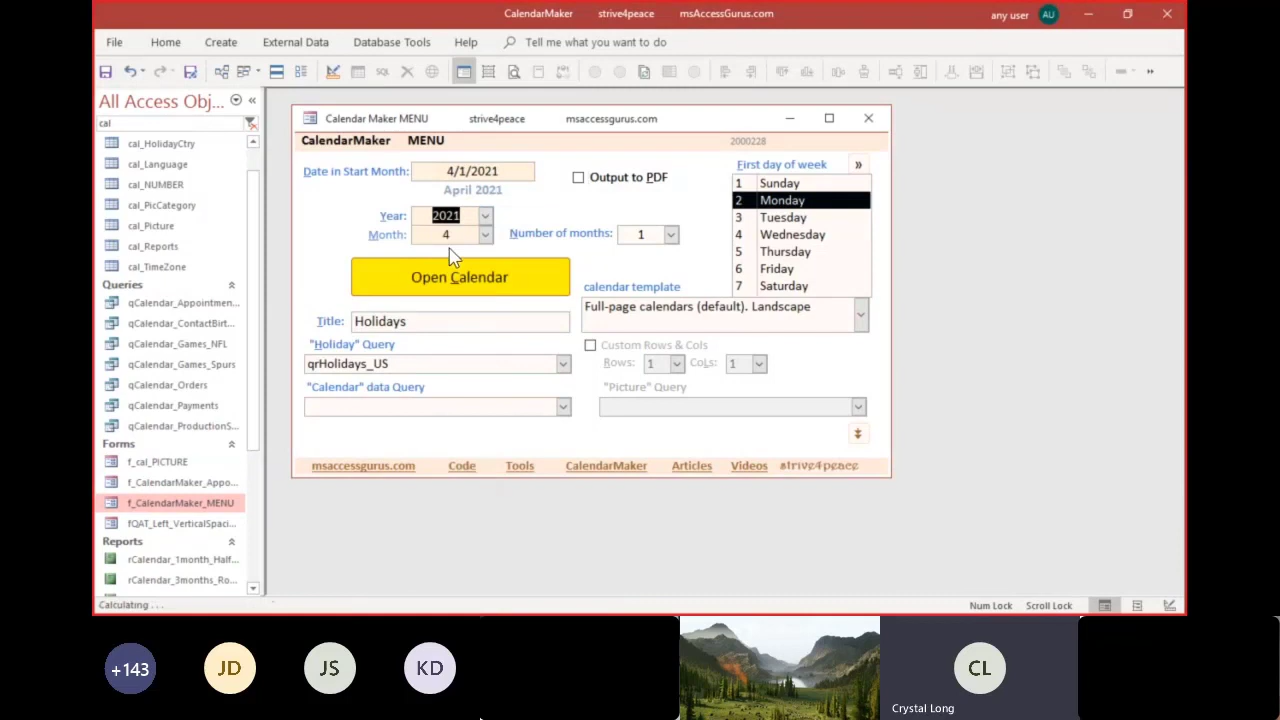 CalendarMaker strive4peace msAccessGurus.com any user AU
File Home Create External Data Database Tools Help Tell me what you want to do
SQL
All Access Obj...
cal
cal_HolidayCtry
cal_Language
cal_NUMBER
cal_PicCategory
cal_Picture
cal_Reports
cal_TimeZone
Queries
qCalendar_Appointmen...
qCalendar_ContactBirt...
qCalendar_Games_NFL
qCalendar_Games_Spurs
qCalendar_Orders
qCalendar_Payments
qCalendar_ProductionS...
Forms
f_cal_PICTURE
f_CalendarMaker_Appo...
f_CalendarMaker_MENU
fQAT_Left_VerticalSpaci...
Reports
rCalendar_1month_Half...
rCalendar_3months_Ro...
Calendar Maker MENU strive4peace msaccessgurus.com
CalendarMaker MENU 2000228
Date in Start Month: 4/1/2021
April 2021
Output to PDF
First day of week
1 Sunday
2 Monday
3 Tuesday
4 Wednesday
5 Thursday
6 Friday
7 Saturday
Year: 2021
Month: 4
Number of months: 1
Open Calendar
calendar template
Full-page calendars (default). Landscape
Title: Holidays
"Holiday" Query
qrHolidays_US
Custom Rows & Cols
Rows: 1 CoLs: 1
"Calendar" data Query
"Picture" Query
msaccessgurus.com Code Tools CalendarMaker Articles Videos strive4peace
Calculating . . . Num Lock Scroll Lock
+143 JD JS KD CL
Crystal Long